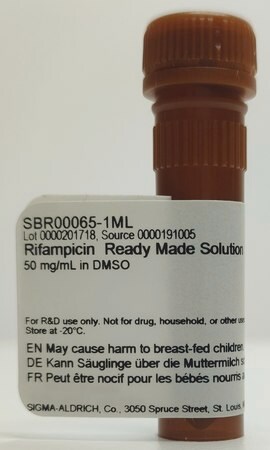 SBR00065-1ML
Lot 0000201718, Source 0000191005
Rifampicin Ready Made Solution
50 mg/mL in DMSO
For R&D use only. Not for drug, household, or other
Store at -20°C.
EN May cause harm to breast-fed children.
DE Kann Säuglinge über die Muttermilch
FR Peut être nocif pour les bébés nourris
SIGMA-ALDRICH, Co., 3050 Spruce Street, St. Louis,